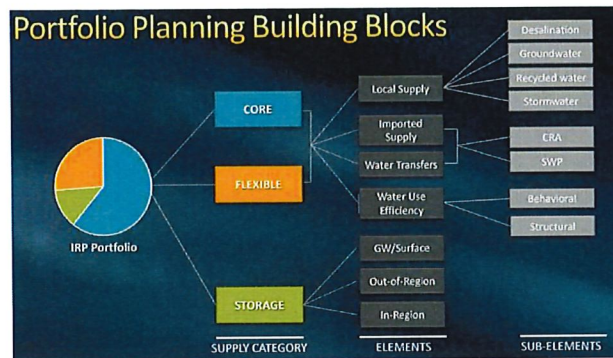 Portfolio Planning Building Blocks
Desalination
Groundwater
Recycled water
Stormwater
Local Supply
CORE
Imported
Supply
CRA
Water Transfers
SWP
FLEXIBLE
Water Use
Efficiency
Behavioral
Structural
IRP Portfolio
GW/Surface
Out-of-Region
STORAGE
In-Region
SUPPLY CATEGORY
ELEMENTS
SUB-ELEMENTS